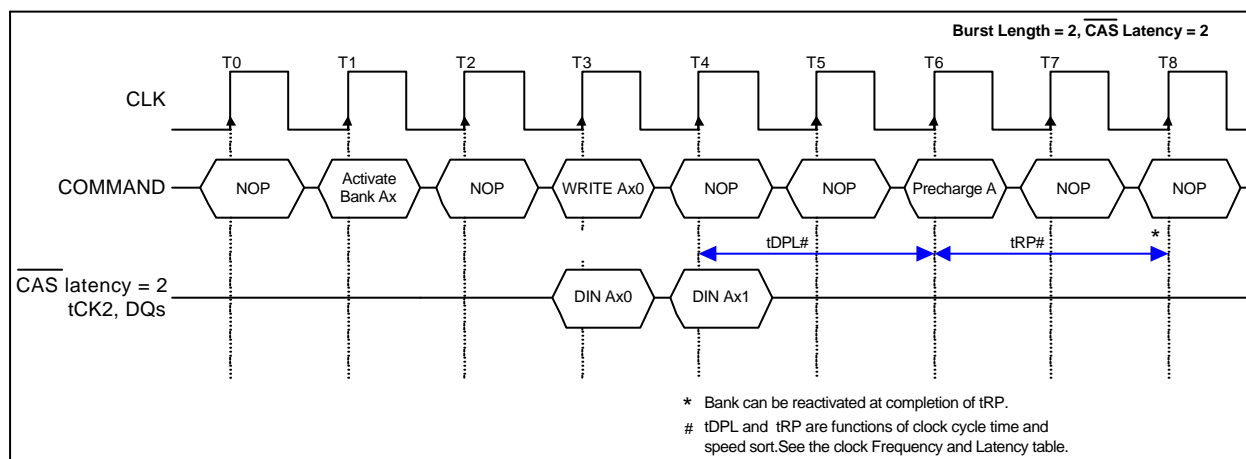 Burst Length = 2, CAS Latency = 2
T0 T1 T2 T3 T4 T5 T6 T7 T8
CLK
COMMAND NOP Activate Bank Ax NOP WRITE Ax0 NOP NOP Precharge A NOP NOP
tDPL# tRP# *
CAS latency = 2
tCK2, DQs
DIN Ax0 DIN Ax1
* Bank can be reactivated at completion of tRP.
# tDPL and tRP are functions of clock cycle time and
speed sort.See the clock Frequency and Latency table.